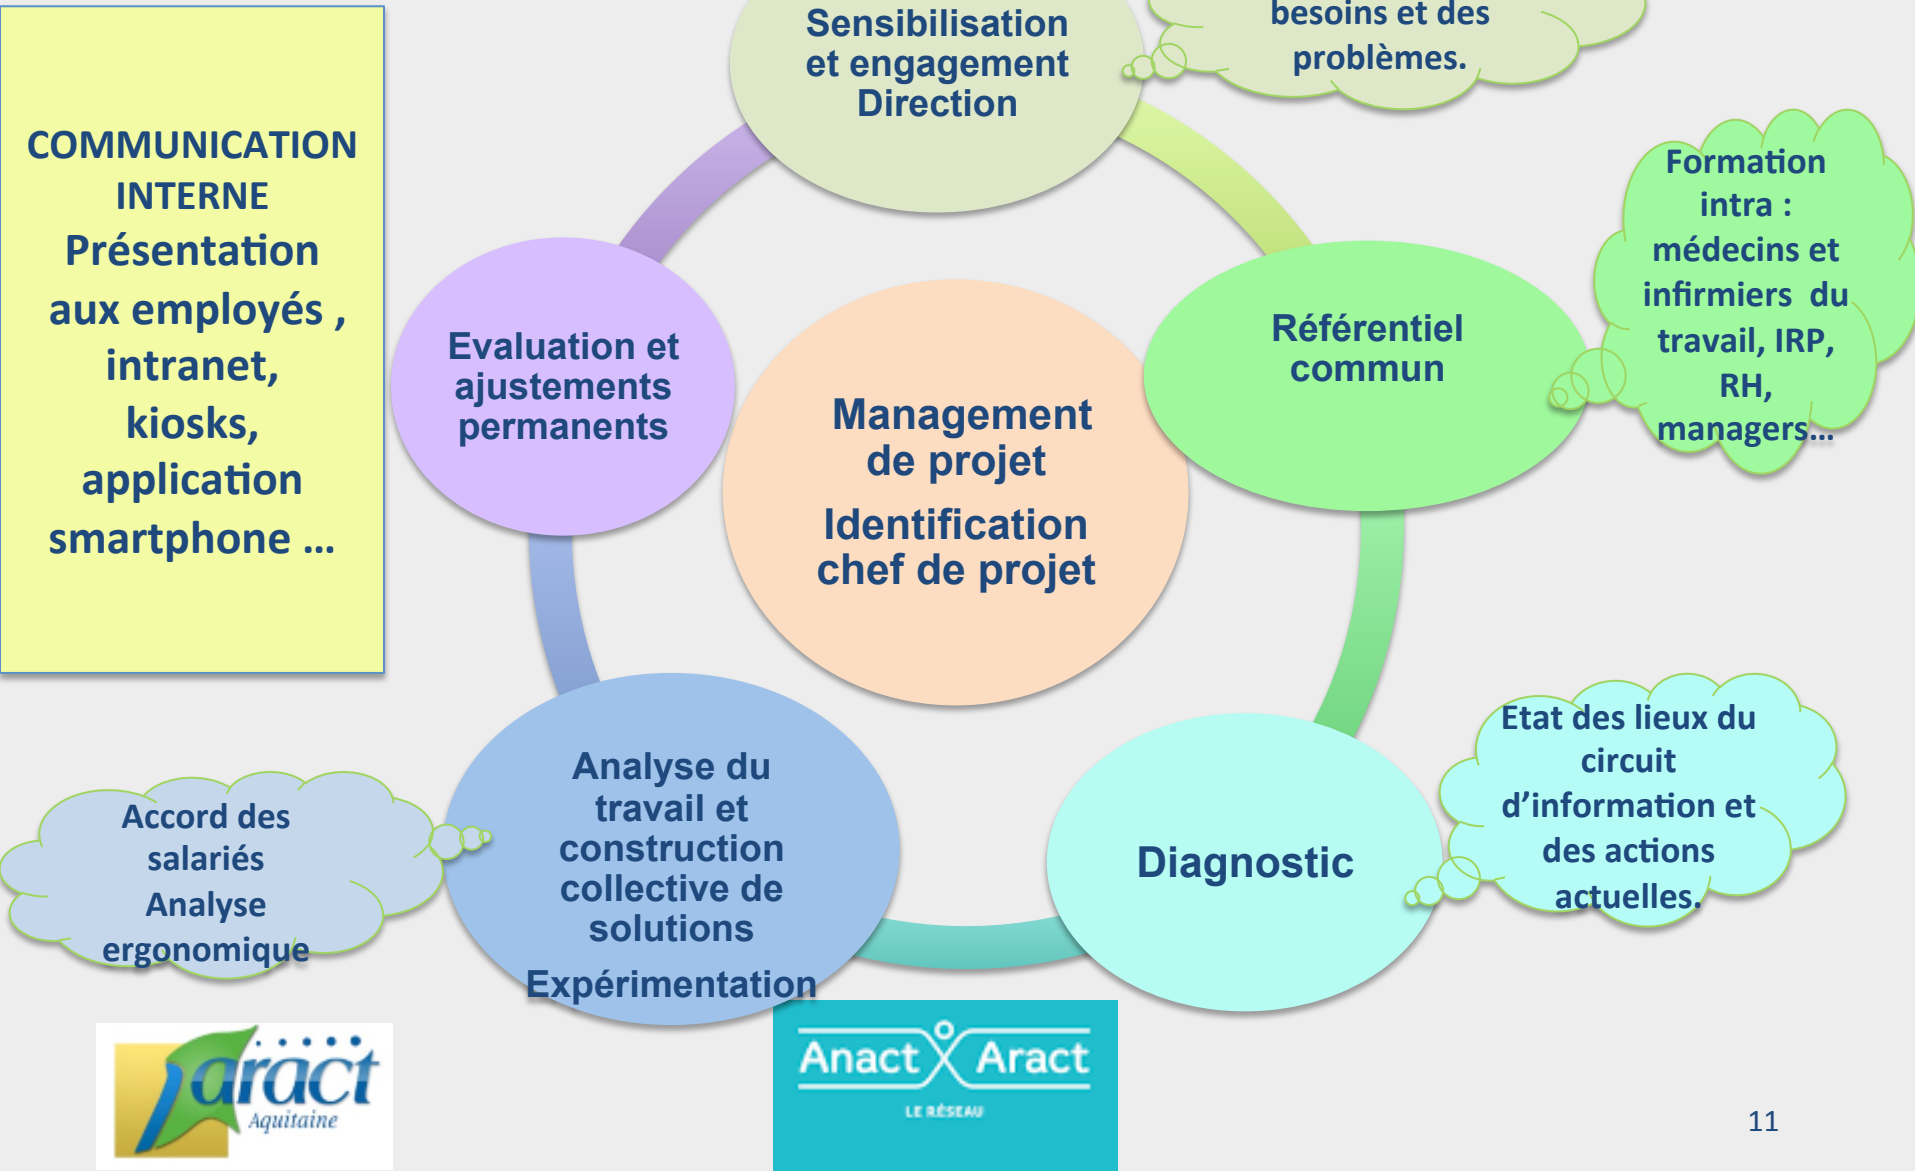 besoins et des
problèmes.
Sensibilisation
et engagement
Direction
COMMUNICATION
INTERNE
Présentation
aux employés ,
intranet,
kiosks,
application
smartphone ...
Formation
intra :
médecins et
infirmiers du
travail, IRP,
RH,
managers...
Référentiel
commun
Evaluation et
ajustements
permanents
Management
de projet
Identification
chef de projet
Etat des lieux du
circuit
d’information et
des actions
actuelles.
Diagnostic
Analyse du
travail et
construction
collective de
solutions
Expérimentation
Accord des
salariés
Analyse
ergonomique
aract
Aquitaine
Anact Aract
LE RÉSEAU
11